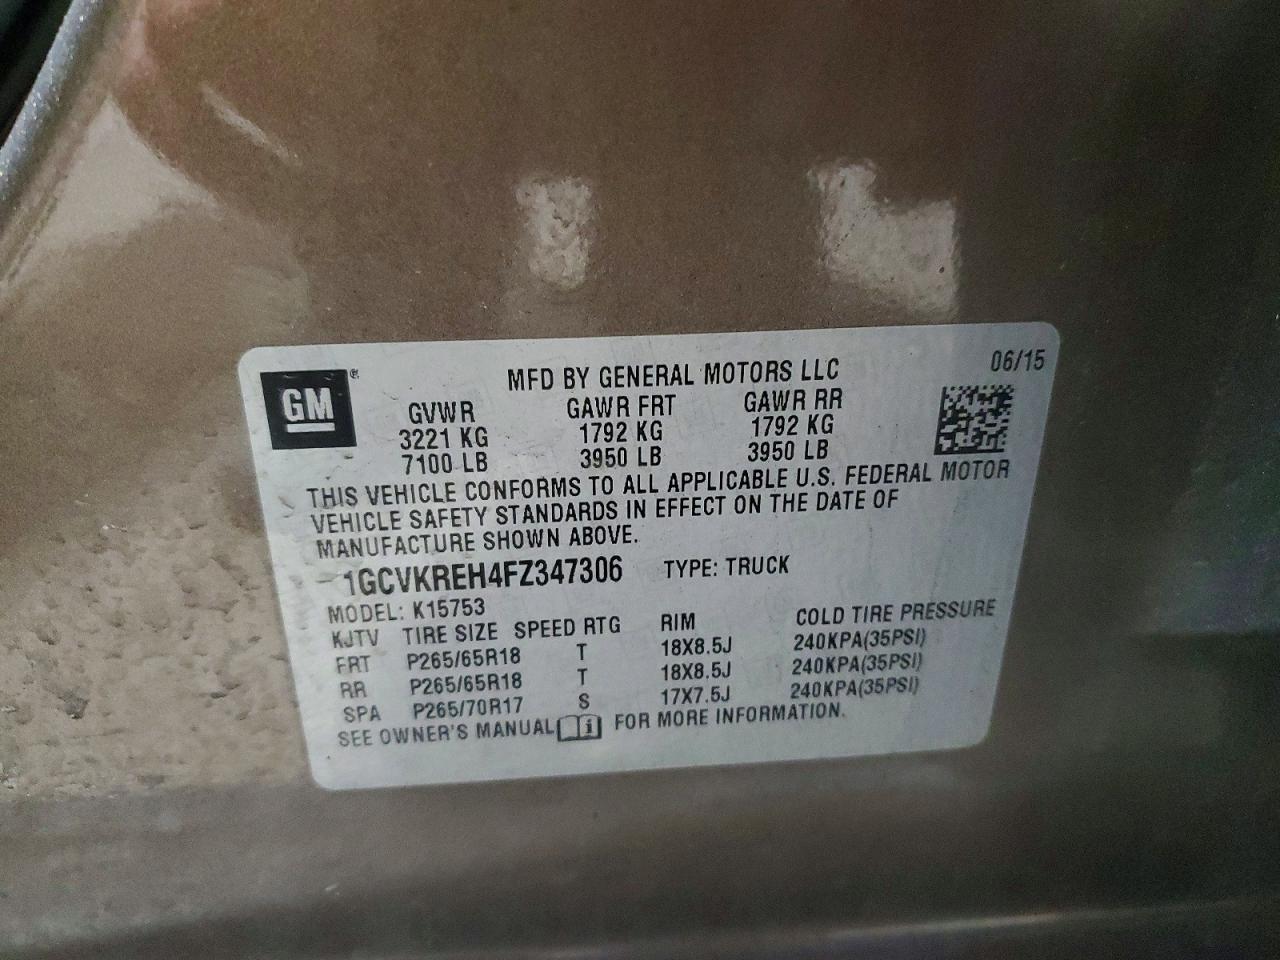 GM ®
MFD BY GENERAL MOTORS LLC 06/15
GVWR GAWR FRT GAWR RR
3221 KG 1792 KG 1792 KG
7100 LB 3950 LB 3950 LB
THIS VEHICLE CONFORMS TO ALL APPLICABLE U.S. FEDERAL MOTOR
VEHICLE SAFETY STANDARDS IN EFFECT ON THE DATE OF
MANUFACTURE SHOWN ABOVE.
1GCVKREH4FZ347306 TYPE: TRUCK
MODEL: K15753
KJTV TIRE SIZE SPEED RTG RIM COLD TIRE PRESSURE
FRT P265/65R18 T 18X8.5J 240KPA(35PSI)
RR P265/65R18 T 18X8.5J 240KPA(35PSI)
SPA P265/70R17 S 17X7.5J 240KPA(35PSI)
SEE OWNER'S MANUAL i FOR MORE INFORMATION.